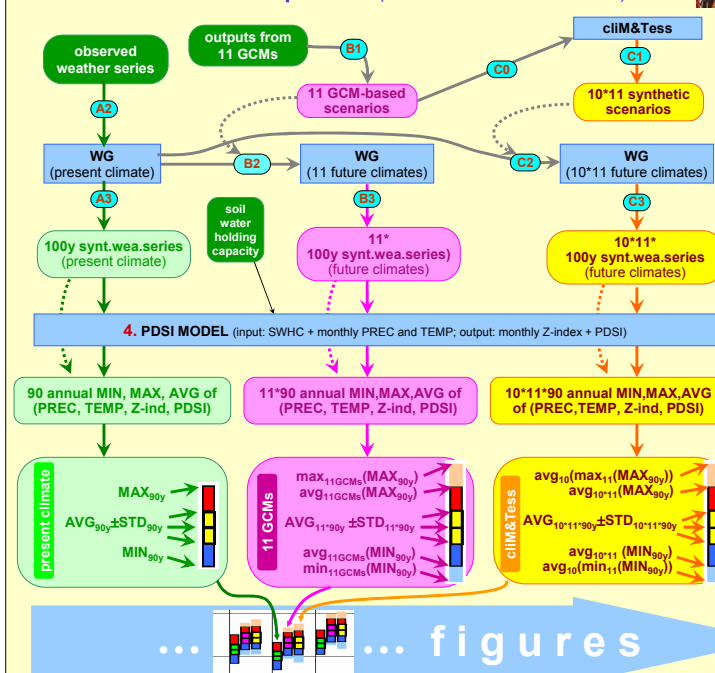 observed
weather series
outputs from
11 GCMs
B1
C0
cliM&Tess
C1
11 GCM-based
scenarios
10*11 synthetic
scenarios
A2
WG
(present climate)
B2
WG
(11 future climates)
C2
WG
(10*11 future climates)
A3
B3
C3
soil
water
holding
capacity
100y synt.wea.series
(present climate)
11*
100y synt.wea.series)
(future climates)
10*11*
100y synt.wea.series)
(future climates)
4. PDSI MODEL (input: SWHC + monthly PREC and TEMP; output: monthly Z-index + PDSI)
90 annual MIN, MAX, AVG of
(PREC, TEMP, Z-ind, PDSI)
11*90 annual MIN,MAX,AVG of
(PREC, TEMP, Z-ind, PDSI)
10*11*90 annual MIN,MAX,AVG
of (PREC,TEMP, Z-ind, PDSI)
present climate
MAX90y
AVG90y±STD90y
MIN90y
11 GCMs
max11GCMs(MAX90y)
avg11GCMs(MAX90y)
AVG11*90y ±STD11*90y
avg11GCMs(MIN90y)
min11GCMs(MIN90y)
cliM&Tess
avg10(max11(MAX90y))
avg10*11(MAX90y)
AVG10*11*90y±STD10*11*90y
avg10*11 (MIN90y)
avg10(min11(MIN90y))
... ... figures